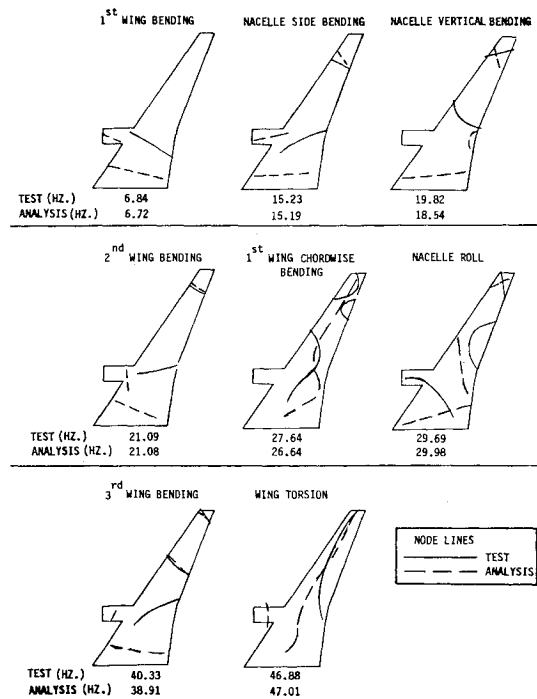 1st WING BENDING
NACELLE SIDE BENDING
NACELLE VERTICAL BENDING
TEST (HZ.) 6.84 15.23 19.82
ANALYSIS (HZ.) 6.72 15.19 18.54
2nd WING BENDING
1st WING CHORDWISE
BENDING
NACELLE ROLL
TEST (HZ.) 21.09 27.64 29.69
ANALYSIS (HZ.) 21.08 26.64 29.98
3rd WING BENDING
WING TORSION
NODE LINES
TEST
ANALYSIS
TEST (HZ.) 40.33 46.88
ANALYSIS (HZ.) 38.91 47.01